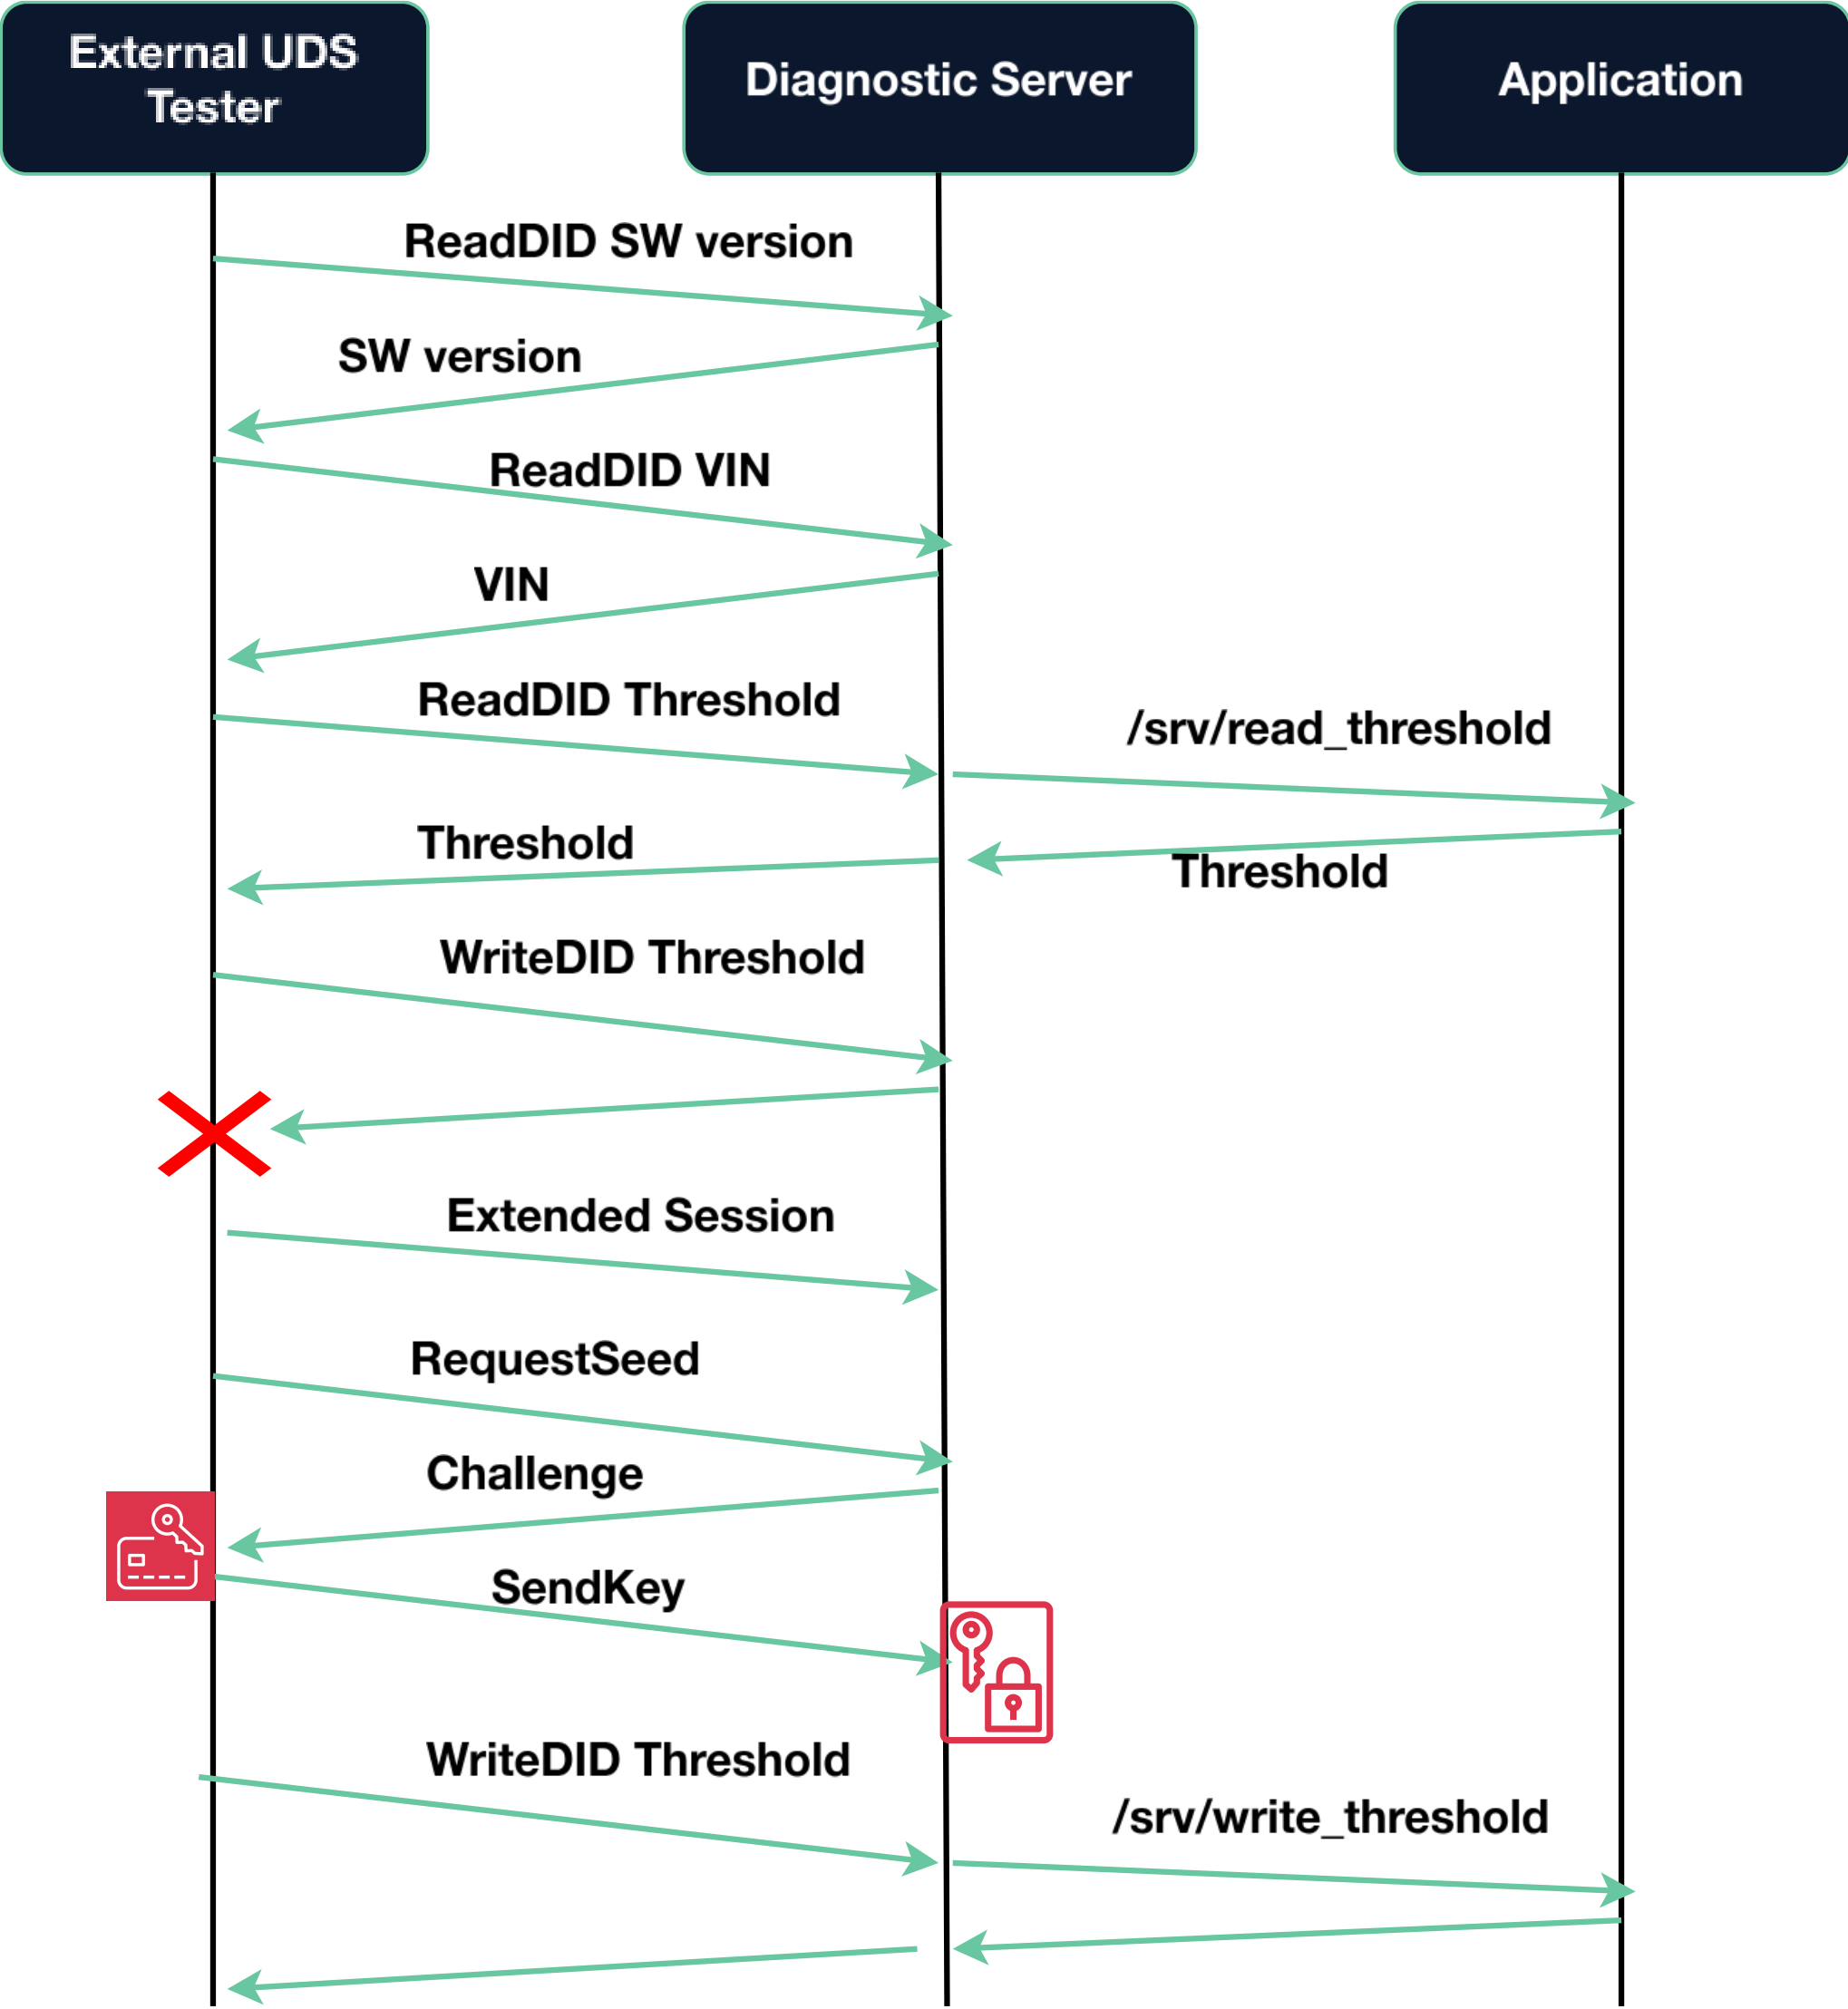 External UDS
Tester
Diagnostic Server
Application
ReadDID SW version
SW version
ReadDID VIN
VIN
ReadDID Threshold
/srv/read_threshold
Threshold
Threshold
WriteDID Threshold
Extended Session
RequestSeed
Challenge
SendKey
WriteDID Threshold
/srv/write_threshold